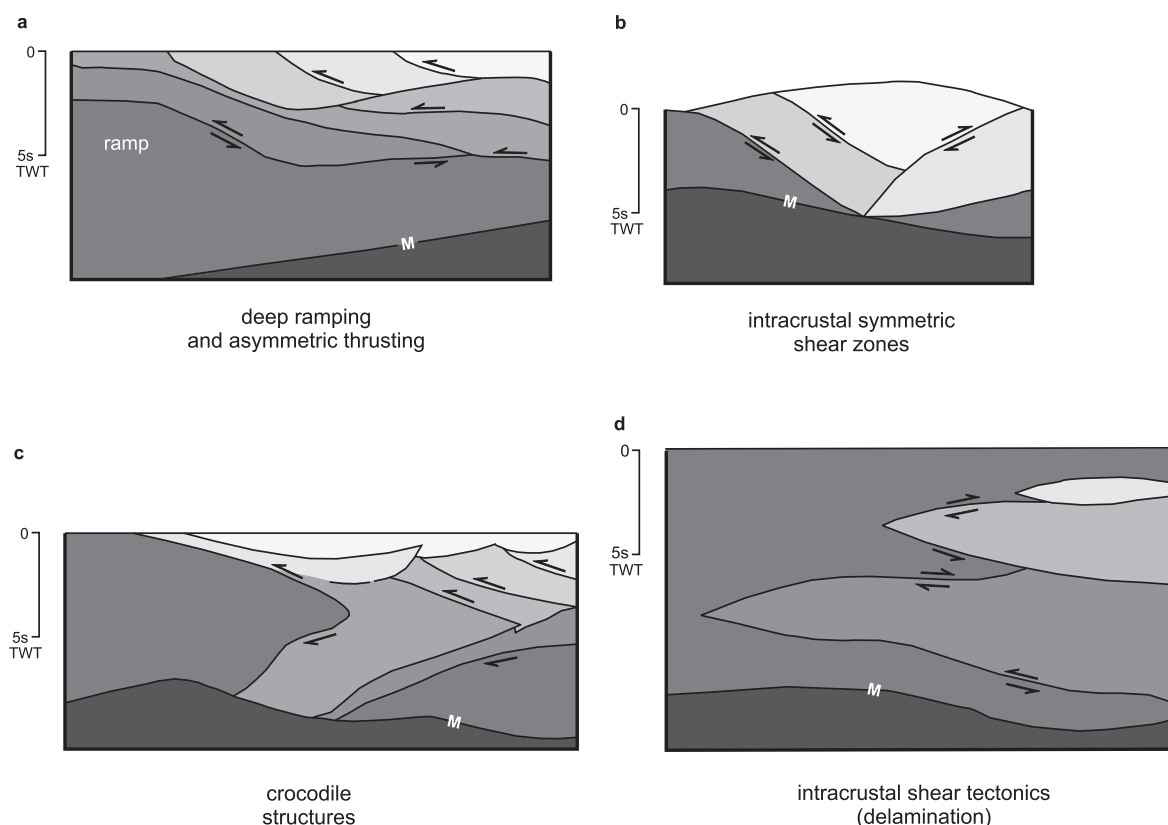 a
0
5s
TWT
ramp
M
deep ramping
and asymmetric thrusting
b
0
5s
TWT
M
intracrustal symmetric
shear zones
c
0
5s
TWT
M
crocodile
structures
d
0
5s
TWT
M
intracrustal shear tectonics
(delamination)